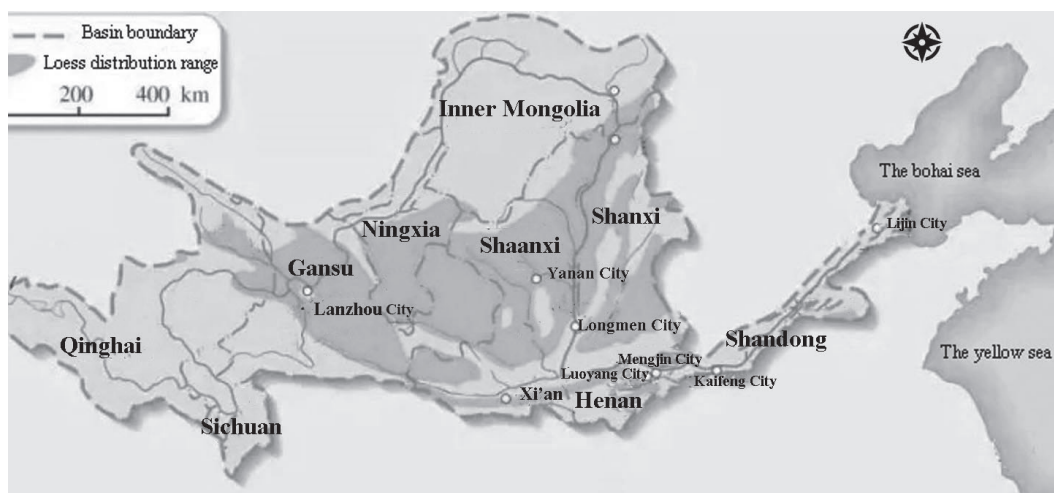 Basin boundary
Loess distribution range
200 400 km
Inner Mongolia
The bohai sea
Lijin City
Ningxia
Shanxi
Shaanxi
Gansu
Yanan City
Lanzhou City
Longmen City
Qinghai
Shandong
The yellow sea
Mengjin City
Luoyang City
Kaifeng City
Xi'an
Henan
Sichuan